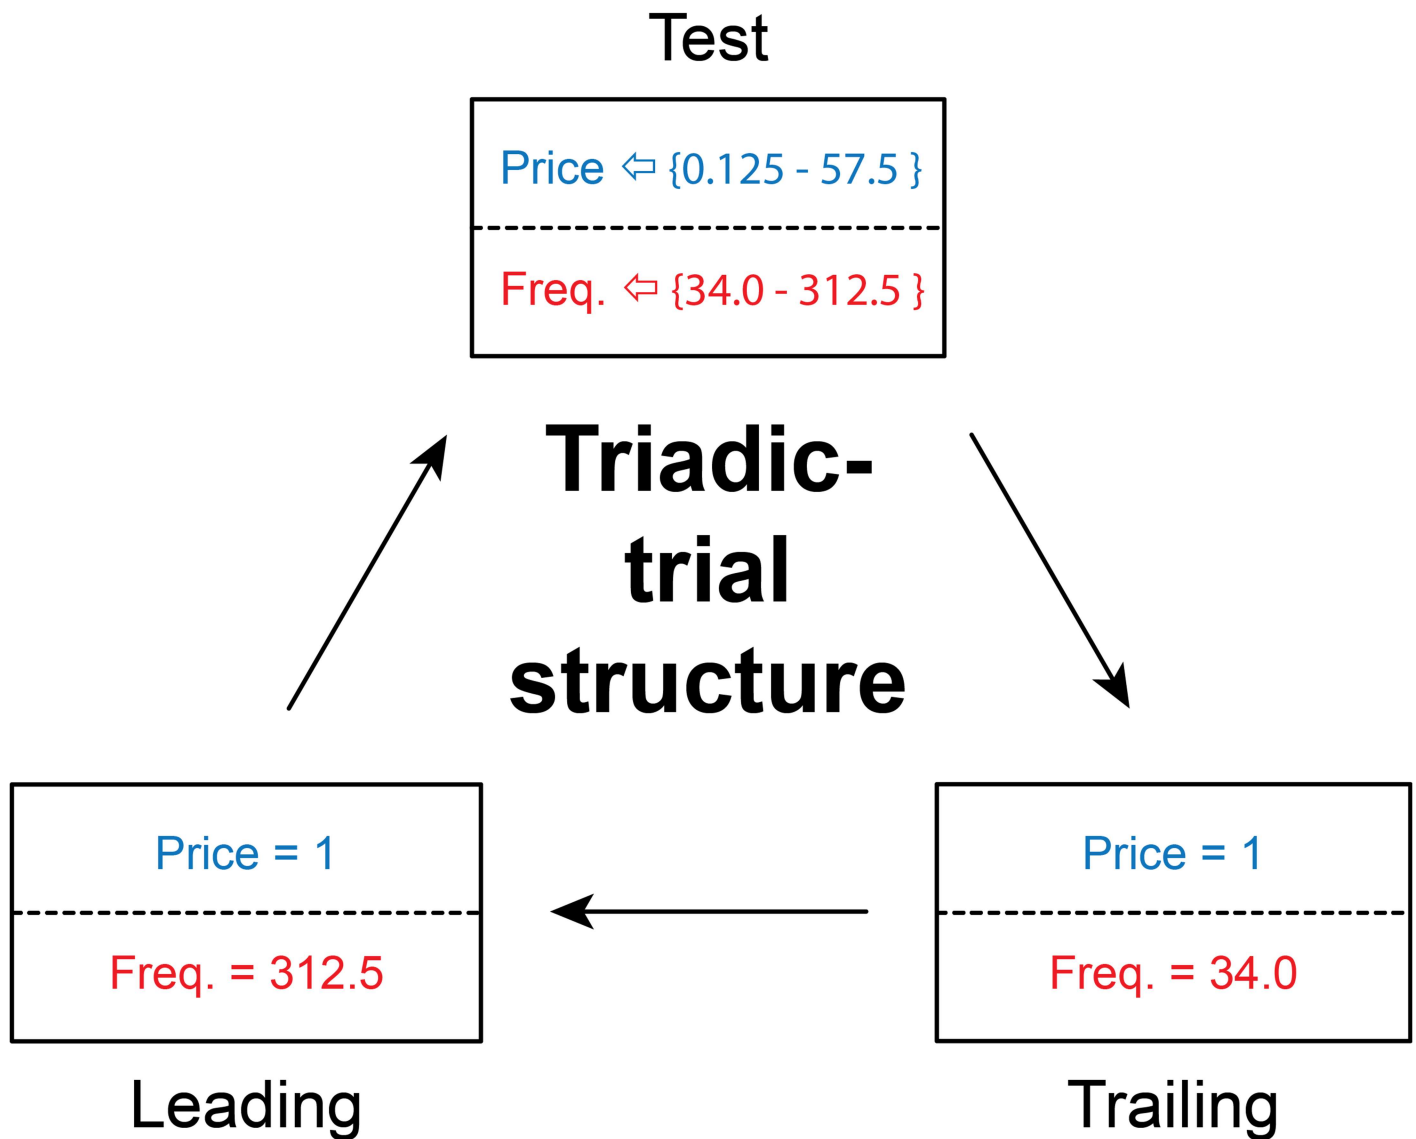 Test
Price ⇦ {0.125 - 57.5 }
Freq. ⇦ {34.0 - 312.5 }
Triadic-
trial
structure
Price = 1
Freq. = 312.5
Leading
Price = 1
Freq. = 34.0
Trailing